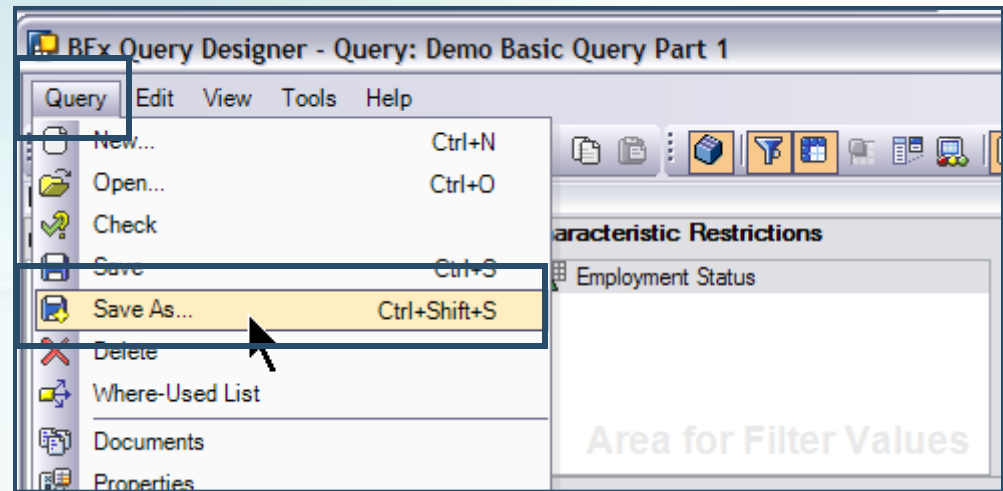 BEx Query Designer - Query: Demo Basic Query Part 1
Query Edit View Tools Help
New... Ctrl+N
Open... Ctrl+O
Check
aracteristic Restrictions
Save Ctrl+S
Employment Status
Save As... Ctrl+Shift+S
Delete
Where-Used List
Documents
Area for Filter Values
Properties